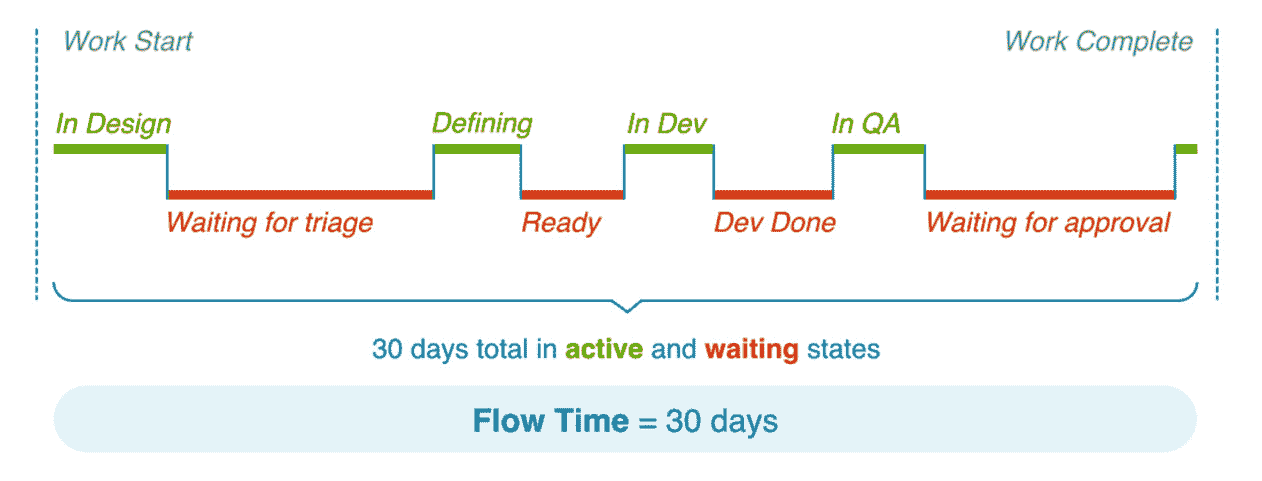 Work Start
Work Complete
In Design
Defining
In Dev
In QA
Waiting for triage
Ready
Dev Done
Waiting for approval
30 days total in active and waiting states
Flow Time = 30 days